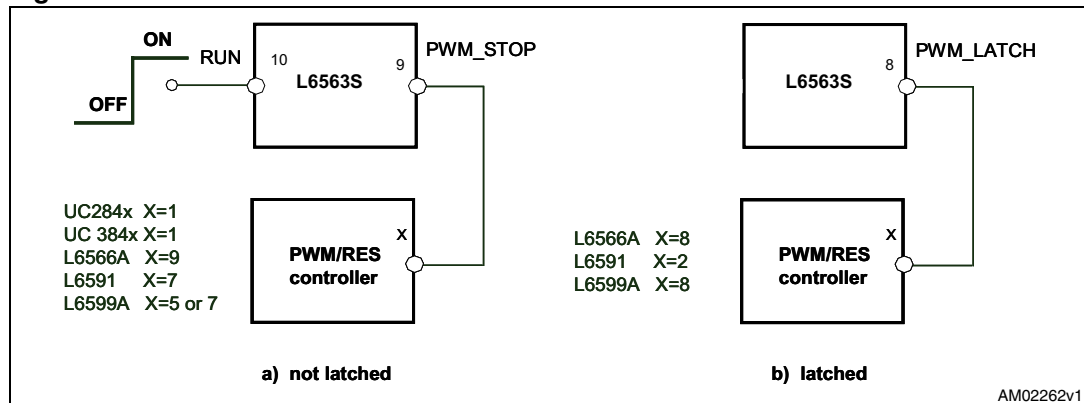 ON
OFF
RUN
10
9
L6563S
PWM_STOP
UC284x X=1
UC 384x X=1
L6566A X=9
L6591 X=7
L6599A X=5 or 7
X
PWM/RES
controller
a) not latched
8
L6563S
PWM_LATCH
L6566A X=8
L6591 X=2
L6599A X=8
X
PWM/RES
controller
b) latched
AM02262v1